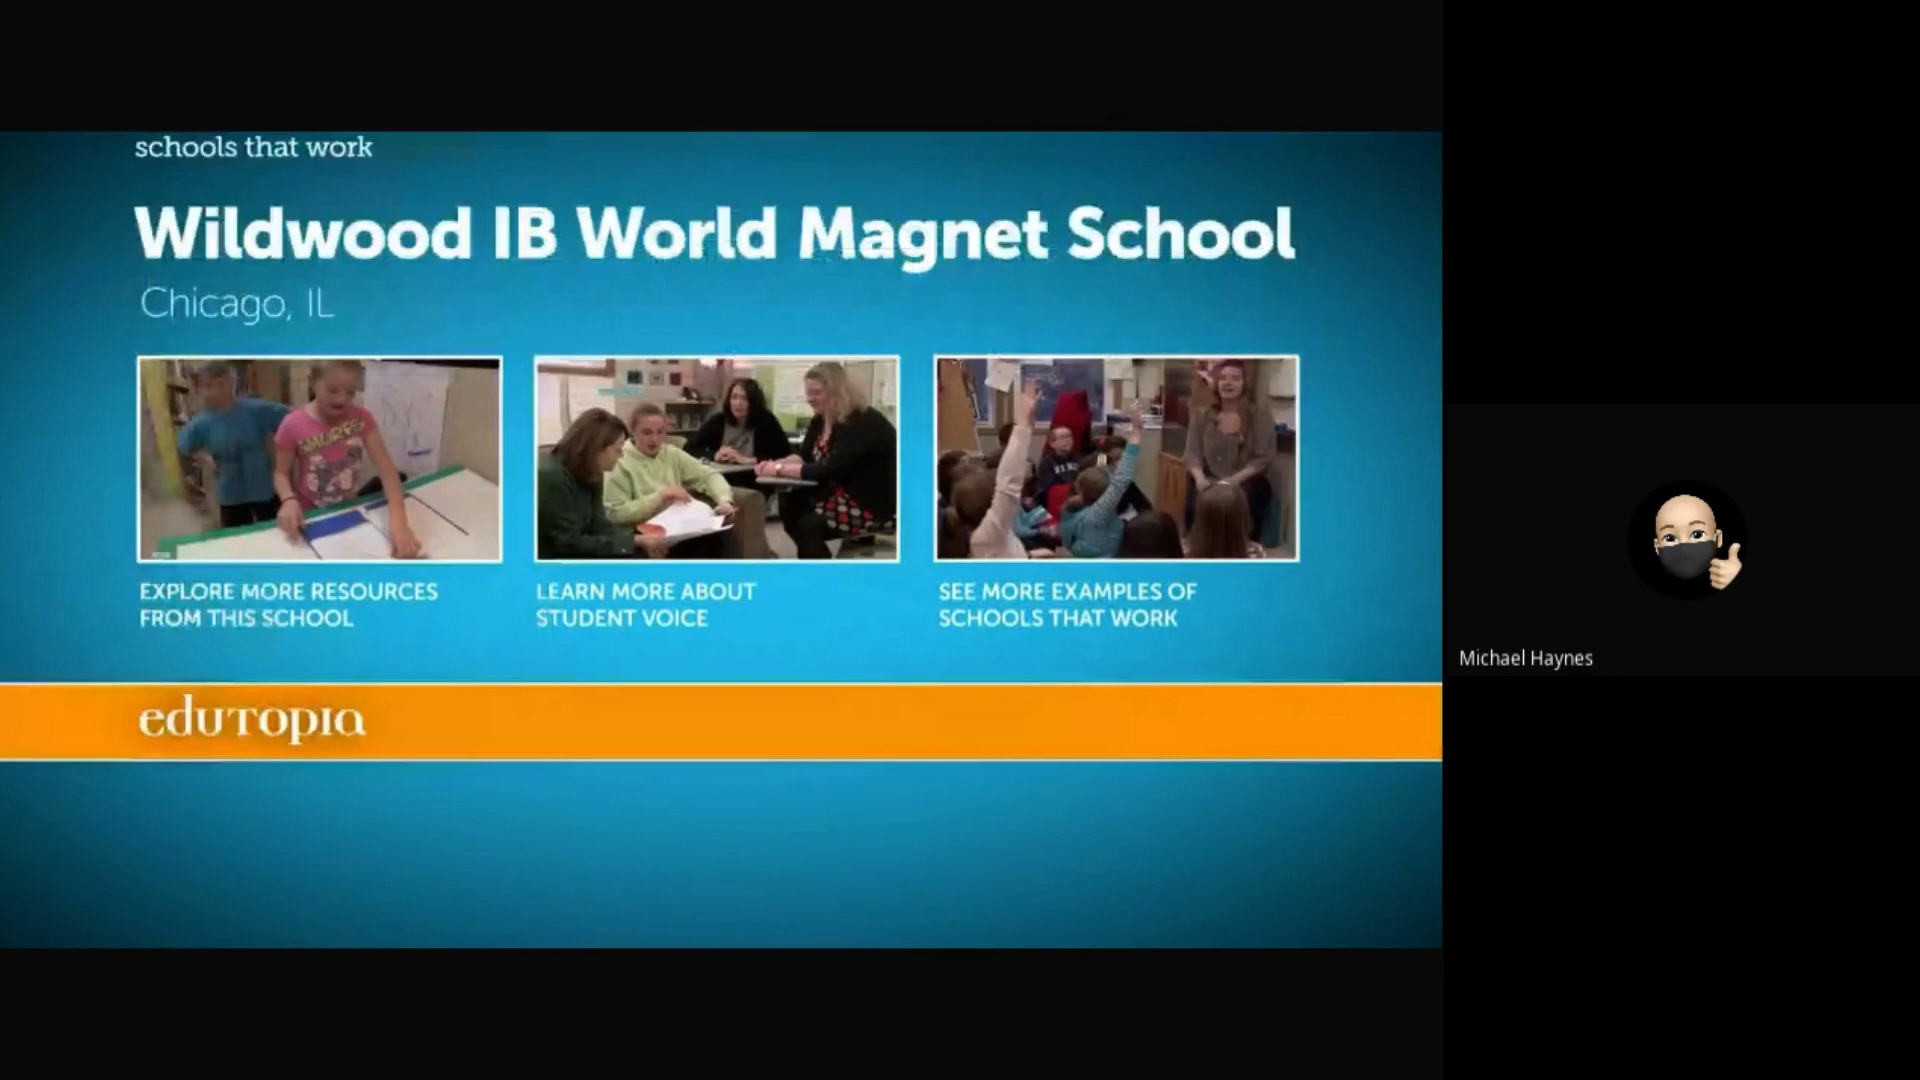 schools that work
Wildwood IB World Magnet School
Chicago, IL
EXPLORE MORE RESOURCES
FROM THIS SCHOOL
LEARN MORE ABOUT
STUDENT VOICE
SEE MORE EXAMPLES OF
SCHOOLS THAT WORK
edutopia
Michael Haynes